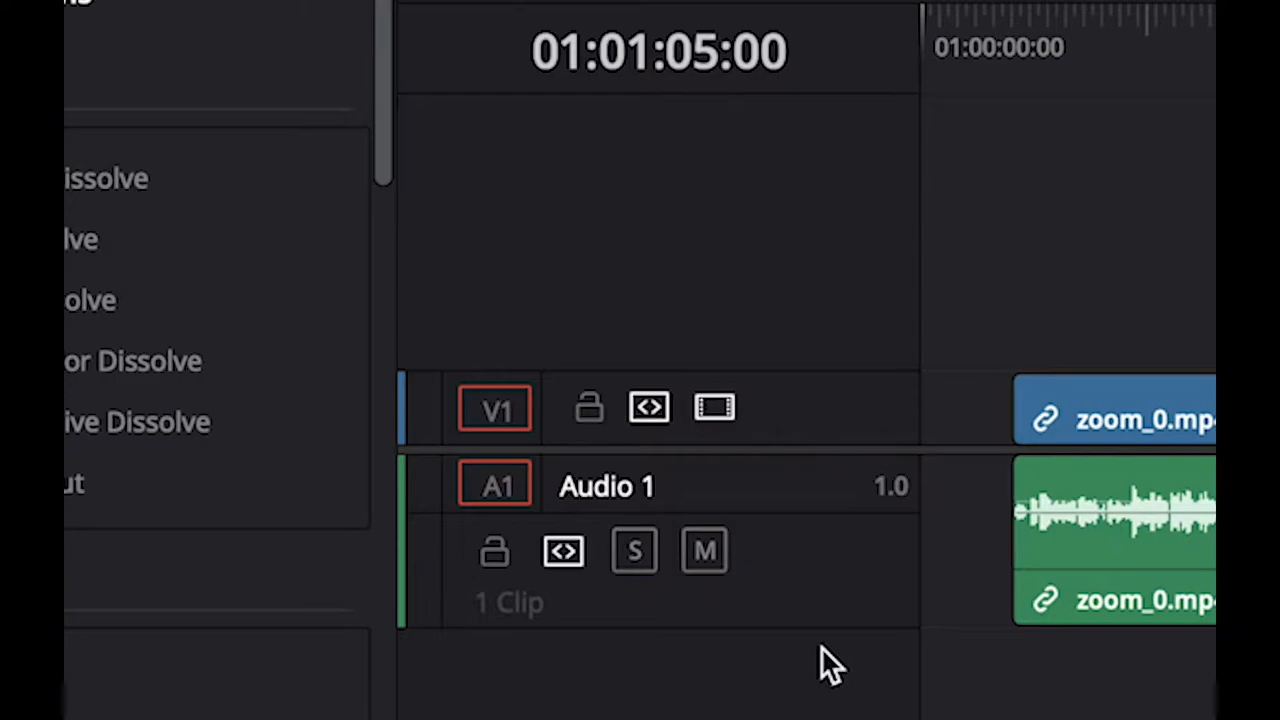 01:01:05:00
01:00:00:00
issolve
lve
olve
or Dissolve
ive Dissolve
ut
V1
zoom_0.mp
A1
Audio 1
1.0
S
M
1 Clip
zoom_0.mp